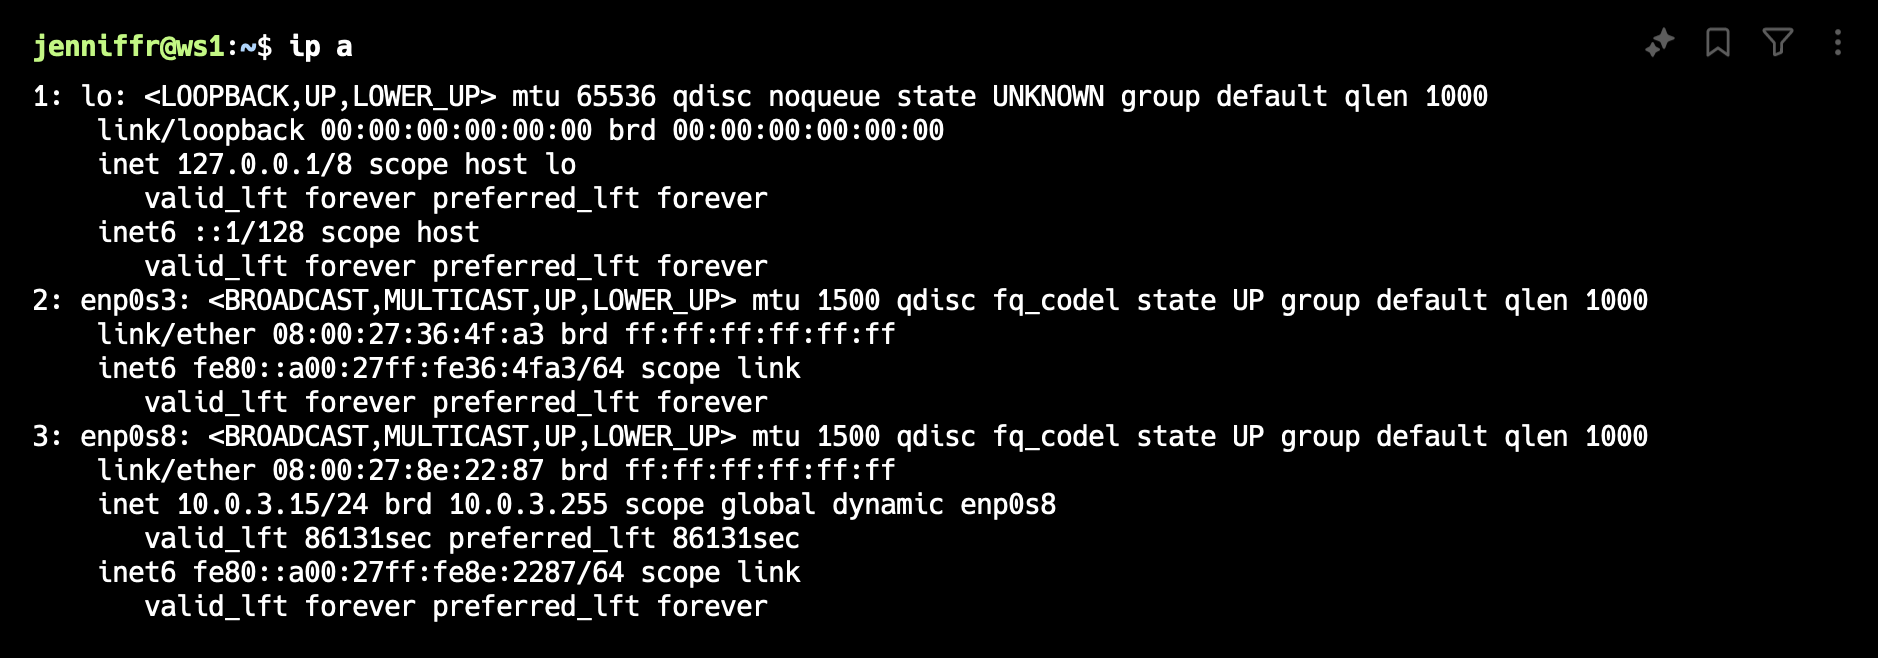 jenniffr@ws1:~$ ip a
1: lo: <LOOPBACK,UP,LOWER_UP> mtu 65536 qdisc noqueue state UNKNOWN group default qlen 1000
    link/loopback 00:00:00:00:00:00 brd 00:00:00:00:00:00
    inet 127.0.0.1/8 scope host lo
       valid_lft forever preferred_lft forever
    inet6 ::1/128 scope host
       valid_lft forever preferred_lft forever
2: enp0s3: <BROADCAST,MULTICAST,UP,LOWER_UP> mtu 1500 qdisc fq_codel state UP group default qlen 1000
    link/ether 08:00:27:36:4f:a3 brd ff:ff:ff:ff:ff:ff
    inet6 fe80::a00:27ff:fe36:4fa3/64 scope link
       valid_lft forever preferred_lft forever
3: enp0s8: <BROADCAST,MULTICAST,UP,LOWER_UP> mtu 1500 qdisc fq_codel state UP group default qlen 1000
    link/ether 08:00:27:8e:22:87 brd ff:ff:ff:ff:ff:ff
    inet 10.0.3.15/24 brd 10.0.3.255 scope global dynamic enp0s8
       valid_lft 86131sec preferred_lft 86131sec
    inet6 fe80::a00:27ff:fe8e:2287/64 scope link
       valid_lft forever preferred_lft forever